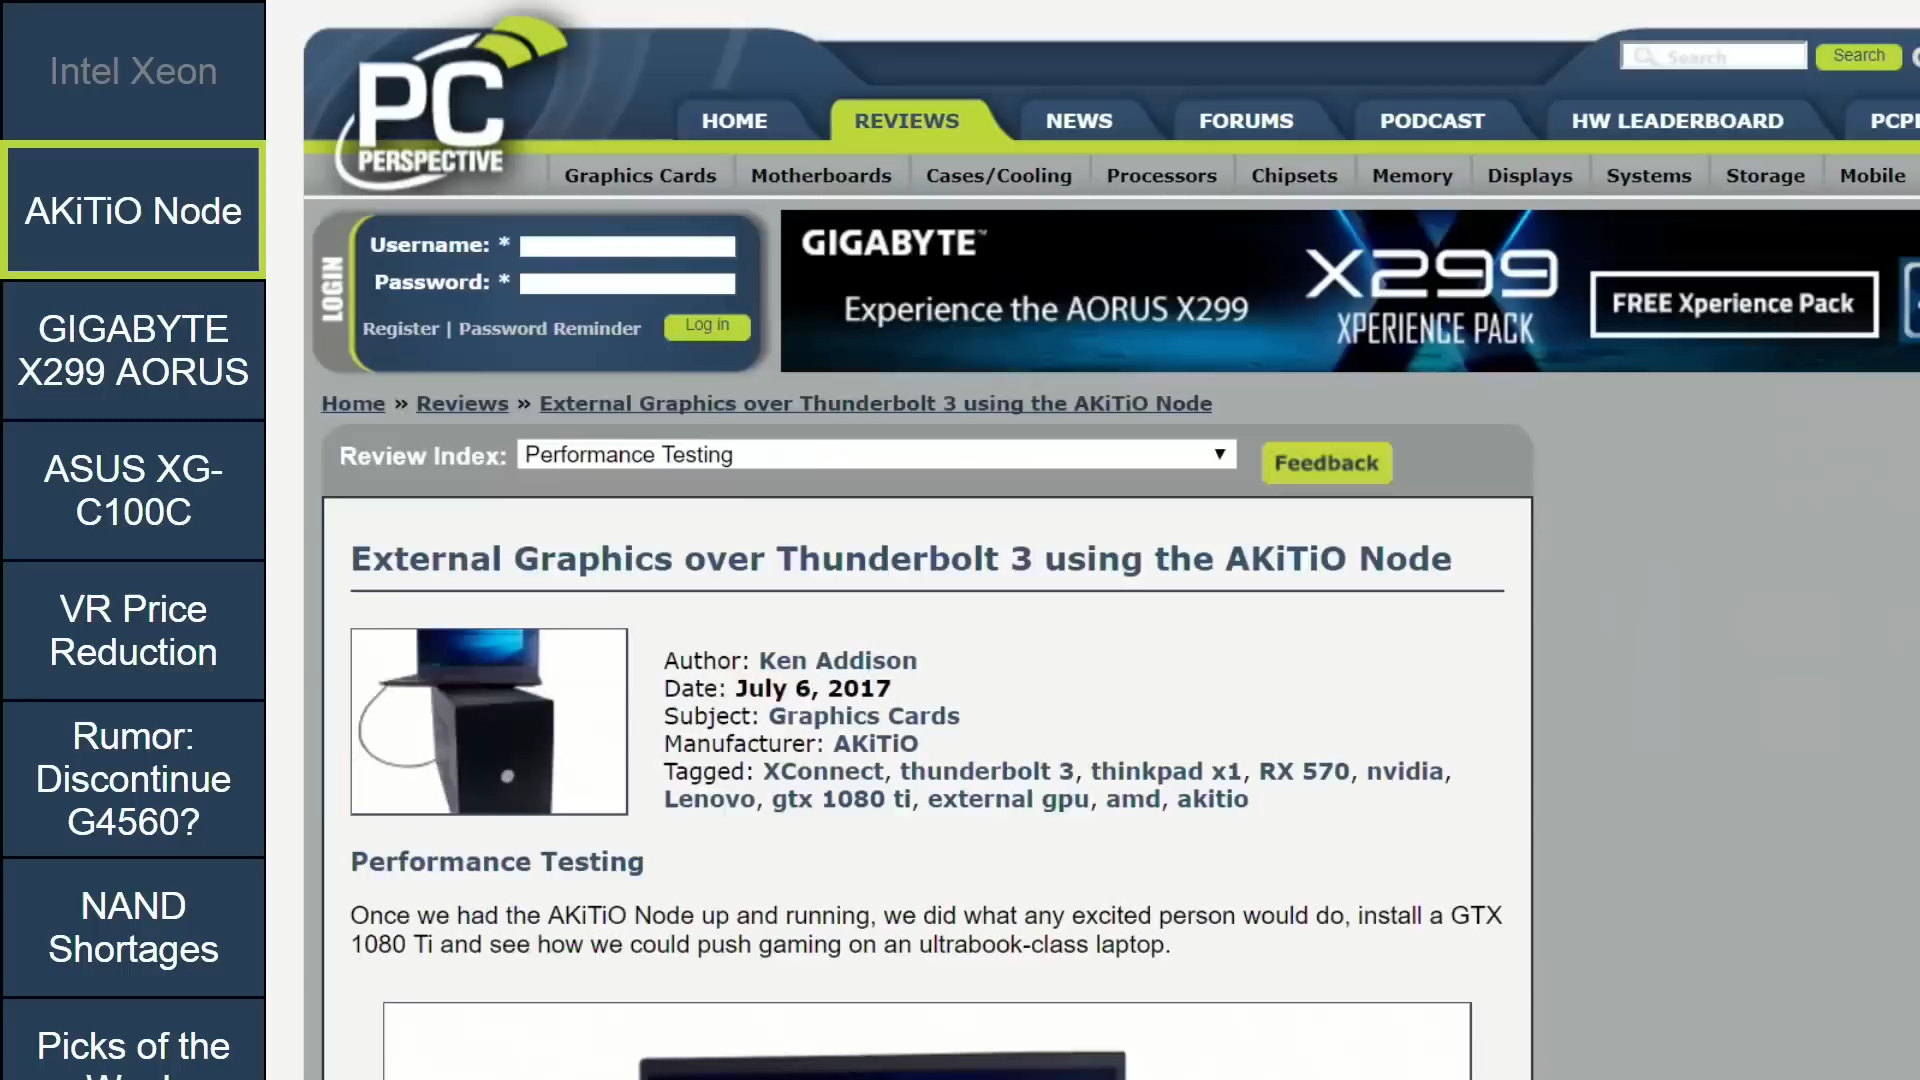 Intel Xeon
AKiTiO Node
GIGABYTE
X299 AORUS
ASUS XG-
C100C
VR Price
Reduction
Rumor:
Discontinue
G4560?
NAND
Shortages
Picks of the
PC
PERSPECTIVE
Search
Search
HOME
REVIEWS
NEWS
FORUMS
PODCAST
HW LEADERBOARD
Graphics Cards
Motherboards
Cases/Cooling
Processors
Chipsets
Memory
Displays
Systems
Storage
Mobile
LOGIN
Username: *
Password: *
Register | Password Reminder
Log in
GIGABYTE™
Experience the AORUS X299
X299
XPERIENCE PACK
FREE Xperience Pack
Home » Reviews » External Graphics over Thunderbolt 3 using the AKiTiO Node
Review Index:
Performance Testing
Feedback
External Graphics over Thunderbolt 3 using the AKiTiO Node
Author: Ken Addison
Date: July 6, 2017
Subject: Graphics Cards
Manufacturer: AKiTiO
Tagged: XConnect, thunderbolt 3, thinkpad x1, RX 570, nvidia,
Lenovo, gtx 1080 ti, external gpu, amd, akitio
Performance Testing
Once we had the AKiTiO Node up and running, we did what any excited person would do, install a GTX
1080 Ti and see how we could push gaming on an ultrabook-class laptop.